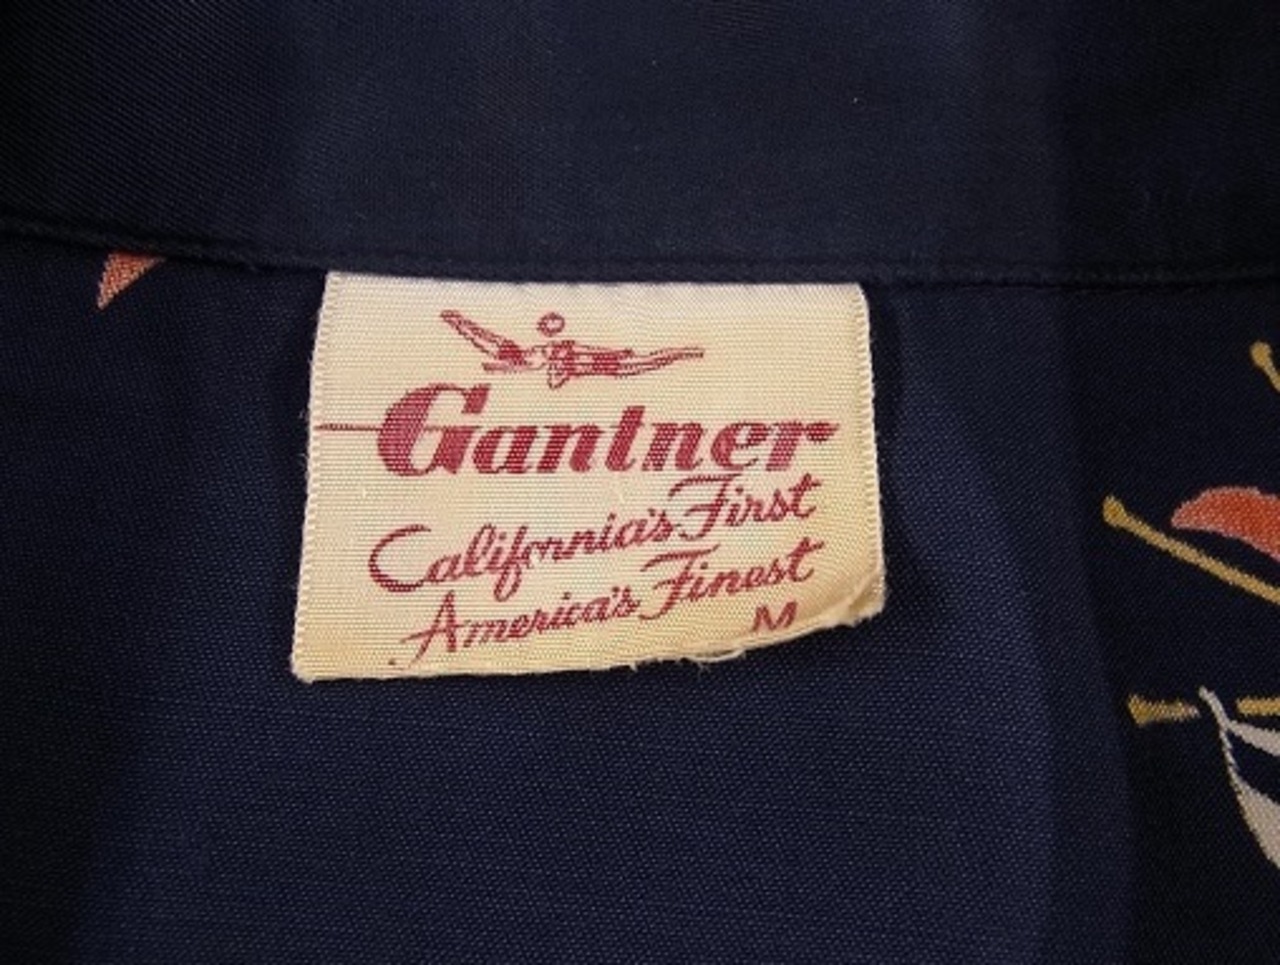 Gantner
California's First
America's Finest
M